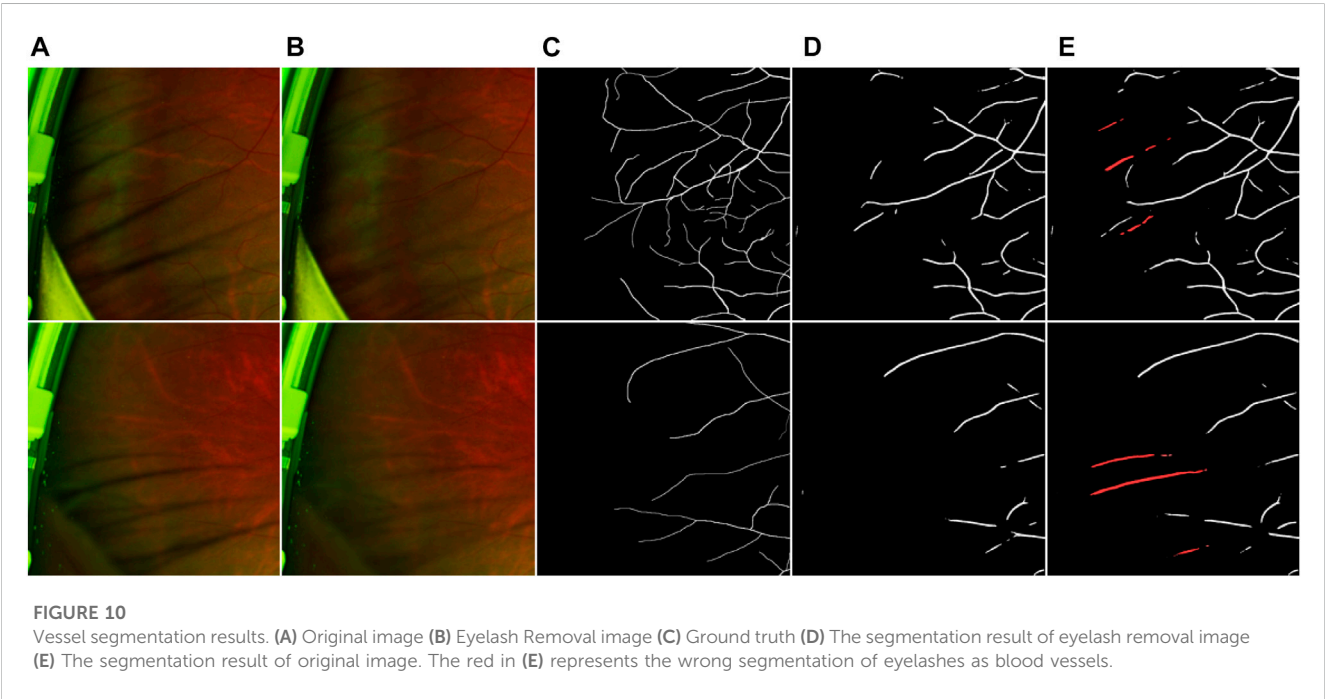 A B C D E
FIGURE 10
Vessel segmentation results. (A) Original image (B) Eyelash Removal image (C) Ground truth (D) The segmentation result of eyelash removal image
(E) The segmentation result of original image. The red in (E) represents the wrong segmentation of eyelashes as blood vessels.